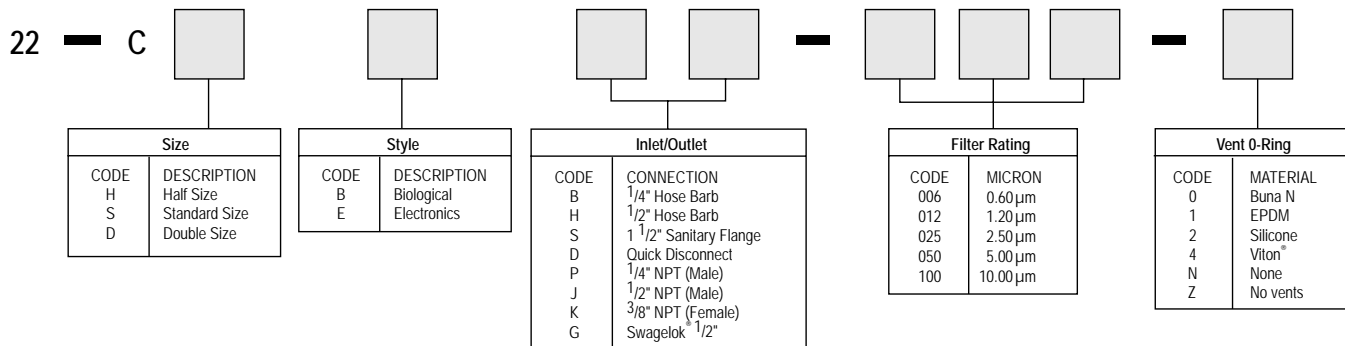 22 – C – –
Size
CODE DESCRIPTION
H Half Size
S Standard Size
D Double Size
Style
CODE DESCRIPTION
B Biological
E Electronics
Inlet/Outlet
CODE CONNECTION
B 1/4" Hose Barb
H 1/2" Hose Barb
S 1 1/2" Sanitary Flange
D Quick Disconnect
P 1/4" NPT (Male)
J 1/2" NPT (Male)
K 3/8" NPT (Female)
G Swagelok® 1/2"
Filter Rating
CODE MICRON
006 0.60 µm
012 1.20 µm
025 2.50 µm
050 5.00 µm
100 10.00 µm
Vent 0-Ring
CODE MATERIAL
0 Buna N
1 EPDM
2 Silicone
4 Viton®
N None
Z No vents